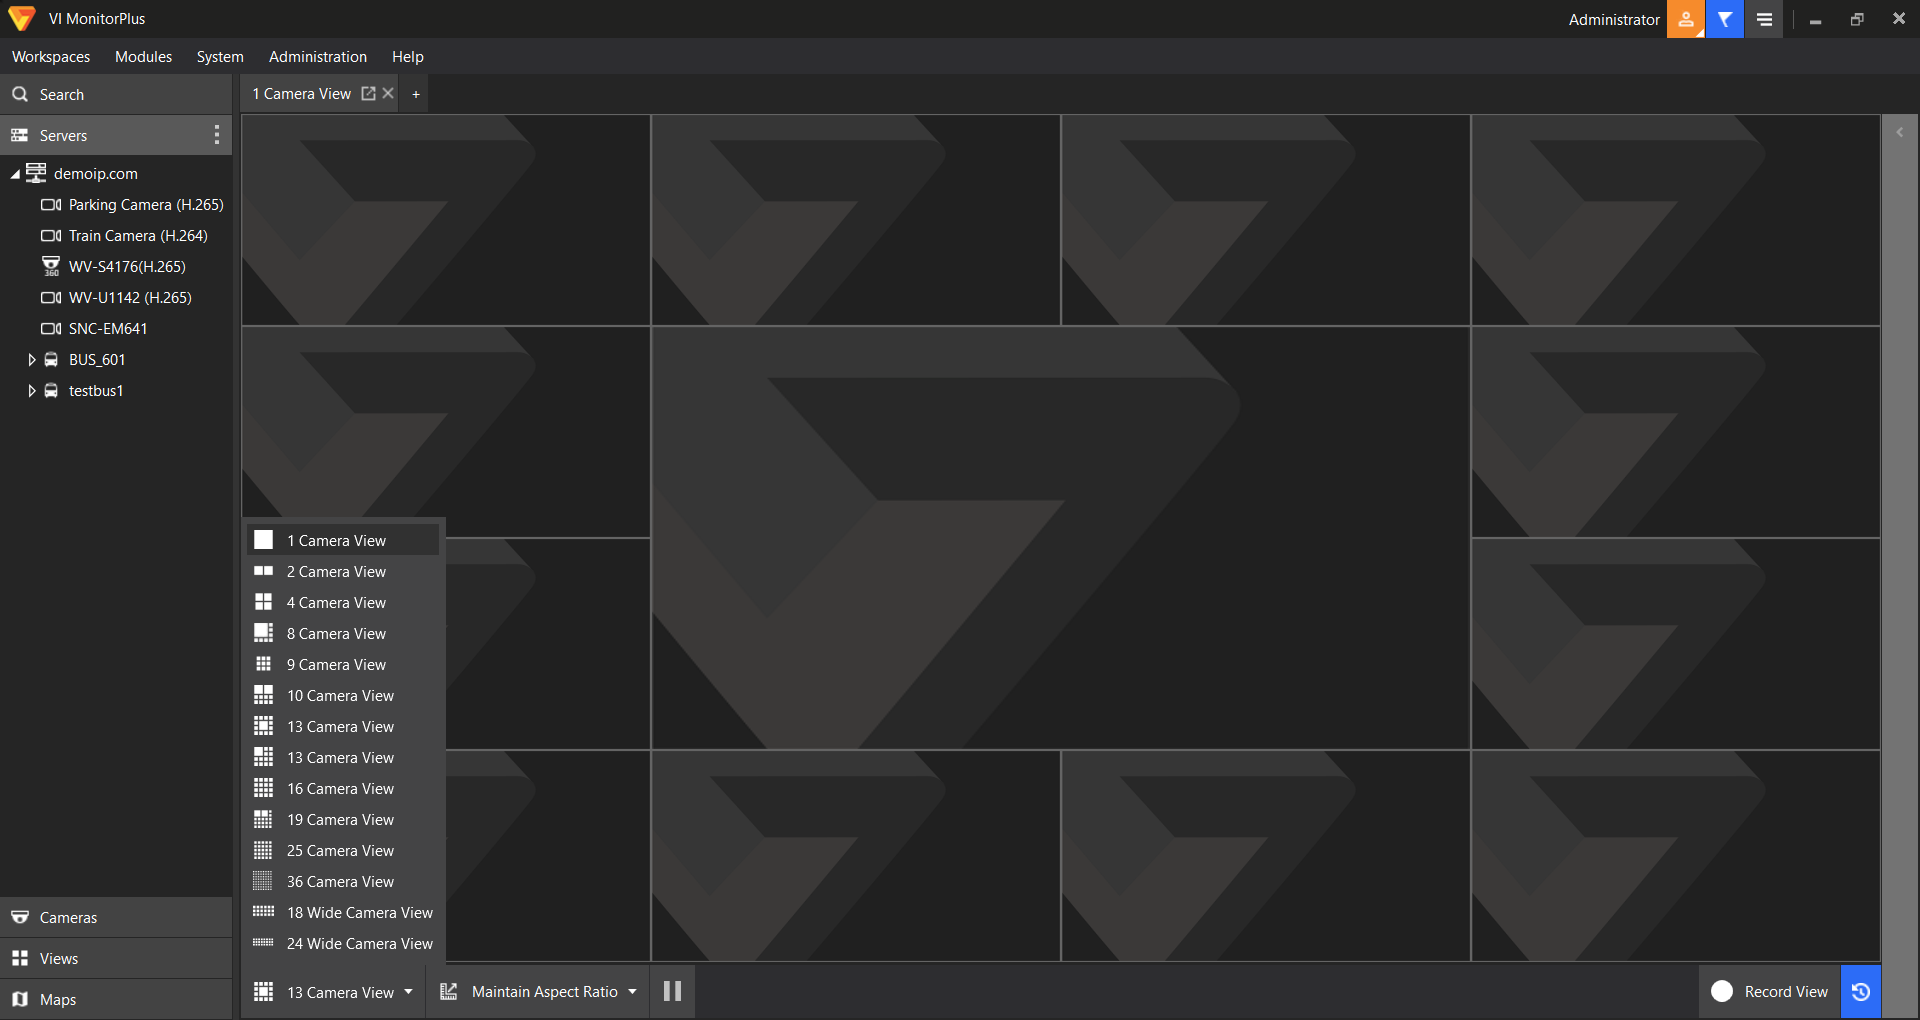 VI MonitorPlus
Administrator
Workspaces Modules System Administration Help
Search
1 Camera View +
Servers
demoip.com
Parking Camera (H.265)
Train Camera (H.264)
360 WV-S4176(H.265)
WV-U1142 (H.265)
SNC-EM641
BUS_601
testbus1
1 Camera View
2 Camera View
4 Camera View
8 Camera View
9 Camera View
10 Camera View
13 Camera View
13 Camera View
16 Camera View
19 Camera View
25 Camera View
36 Camera View
18 Wide Camera View
24 Wide Camera View
Cameras
Views
Maps
13 Camera View
Maintain Aspect Ratio
Record View